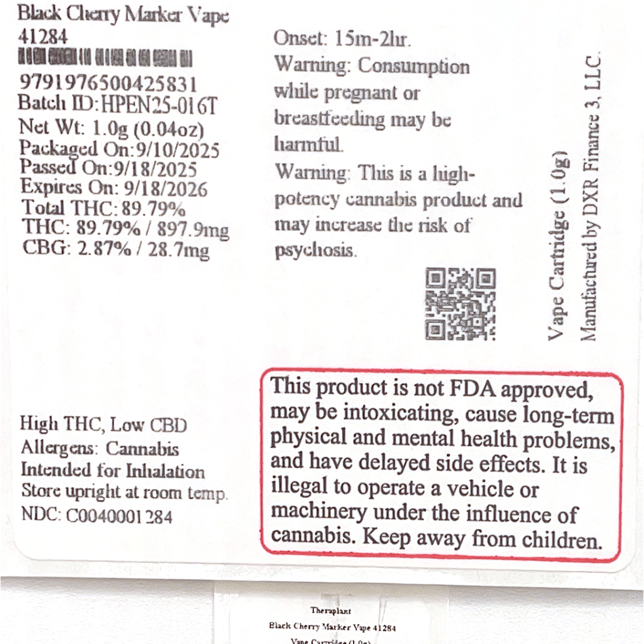 Black Cherry Marker Vape
41284
9791976500425831
Batch ID:HPEN25-016T
Net Wt: 1.0g (0.04oz)
Packaged On:9/10/2025
Passed On:9/18/2025
Expires On: 9/18/2026
Total THC: 89.79%
THC: 89.79% / 897.9mg
CBG: 2.87% / 28.7mg
High THC, Low CBD
Allergens: Cannabis
Intended for Inhalation
Store upright at room temp.
NDC: C0040001284
Onset: 15m-2hr.
Warning: Consumption
while pregnant or
breastfeeding may be
harmful.
Warning: This is a high-
potency cannabis product and
may increase the risk of
psychosis.
Vape Cartridge (1.0g)
Manufactured by DXR Finance 3, LLC.
This product is not FDA approved,
may be intoxicating, cause long-term
physical and mental health problems,
and have delayed side effects. It is
illegal to operate a vehicle or
machinery under the influence of
cannabis. Keep away from children.
Theraplant
Black Cherry Marker Vape 41284
Vape Cartridge (1.0g)